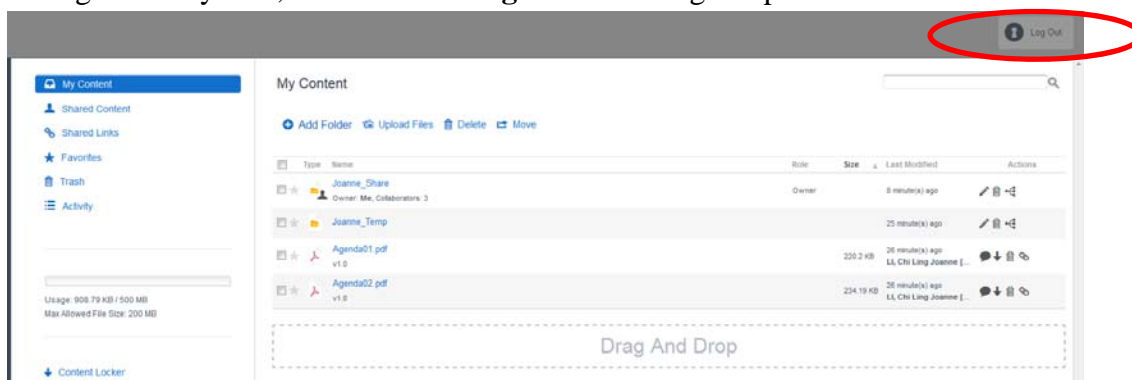 Log Out
My Content
Shared Content
Shared Links
Favorites
Trash
Activity
Usage: 908.79 KB / 500 MB
Max Allowed File Size: 200 MB
Content Locker
My Content
Add Folder Upload Files Delete Move
Type Name Role Size Last Modified Actions
Joanne_Share Owner 8 minute(s) ago
Owner: Me, Collaborators: 3
Joanne_Temp 25 minute(s) ago
Agenda01.pdf 220.2 KB 26 minute(s) ago
v1.0 LI, Chi Ling Joanne [...
Agenda02.pdf 234.19 KB 26 minute(s) ago
v1.0 LI, Chi Ling Joanne [...
Drag And Drop